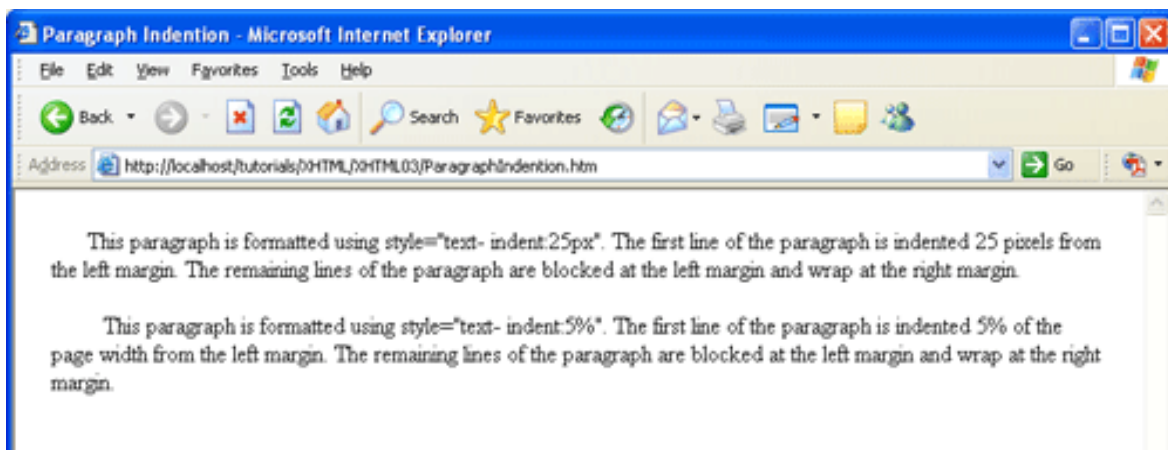 Paragraph Indention - Microsoft Internet Explorer
File Edit View Favorites Tools Help
Back Search Favorites
Address http://localhost/tutorials/XHTML/XHTML03/ParagraphIndention.htm Go
This paragraph is formatted using style="text- indent:25px". The first line of the paragraph is indented 25 pixels from
the left margin. The remaining lines of the paragraph are blocked at the left margin and wrap at the right margin.
This paragraph is formatted using style="text- indent:5%". The first line of the paragraph is indented 5% of the
page width from the left margin. The remaining lines of the paragraph are blocked at the left margin and wrap at the right
margin.